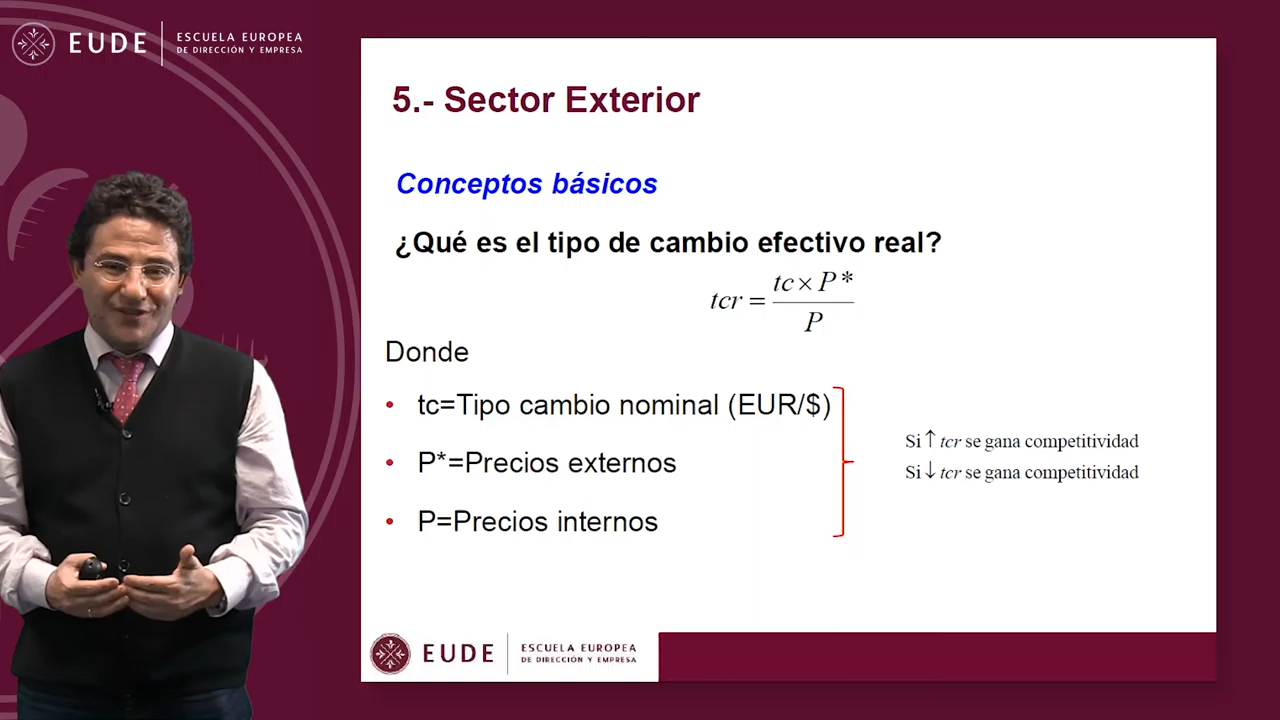 EUDE
ESCUELA EUROPEA
DE DIRECCIÓN Y EMPRESA
5.- Sector Exterior
Conceptos básicos
¿Qué es el tipo de cambio efectivo real?
tcr = tc × P* / P
Donde
• tc=Tipo cambio nominal (EUR/$)
• P*=Precios externos
• P=Precios internos
Si ↑ tcr se gana competitividad
Si ↓ tcr se gana competitividad
EUDE
ESCUELA EUROPEA
DE DIRECCIÓN Y EMPRESA